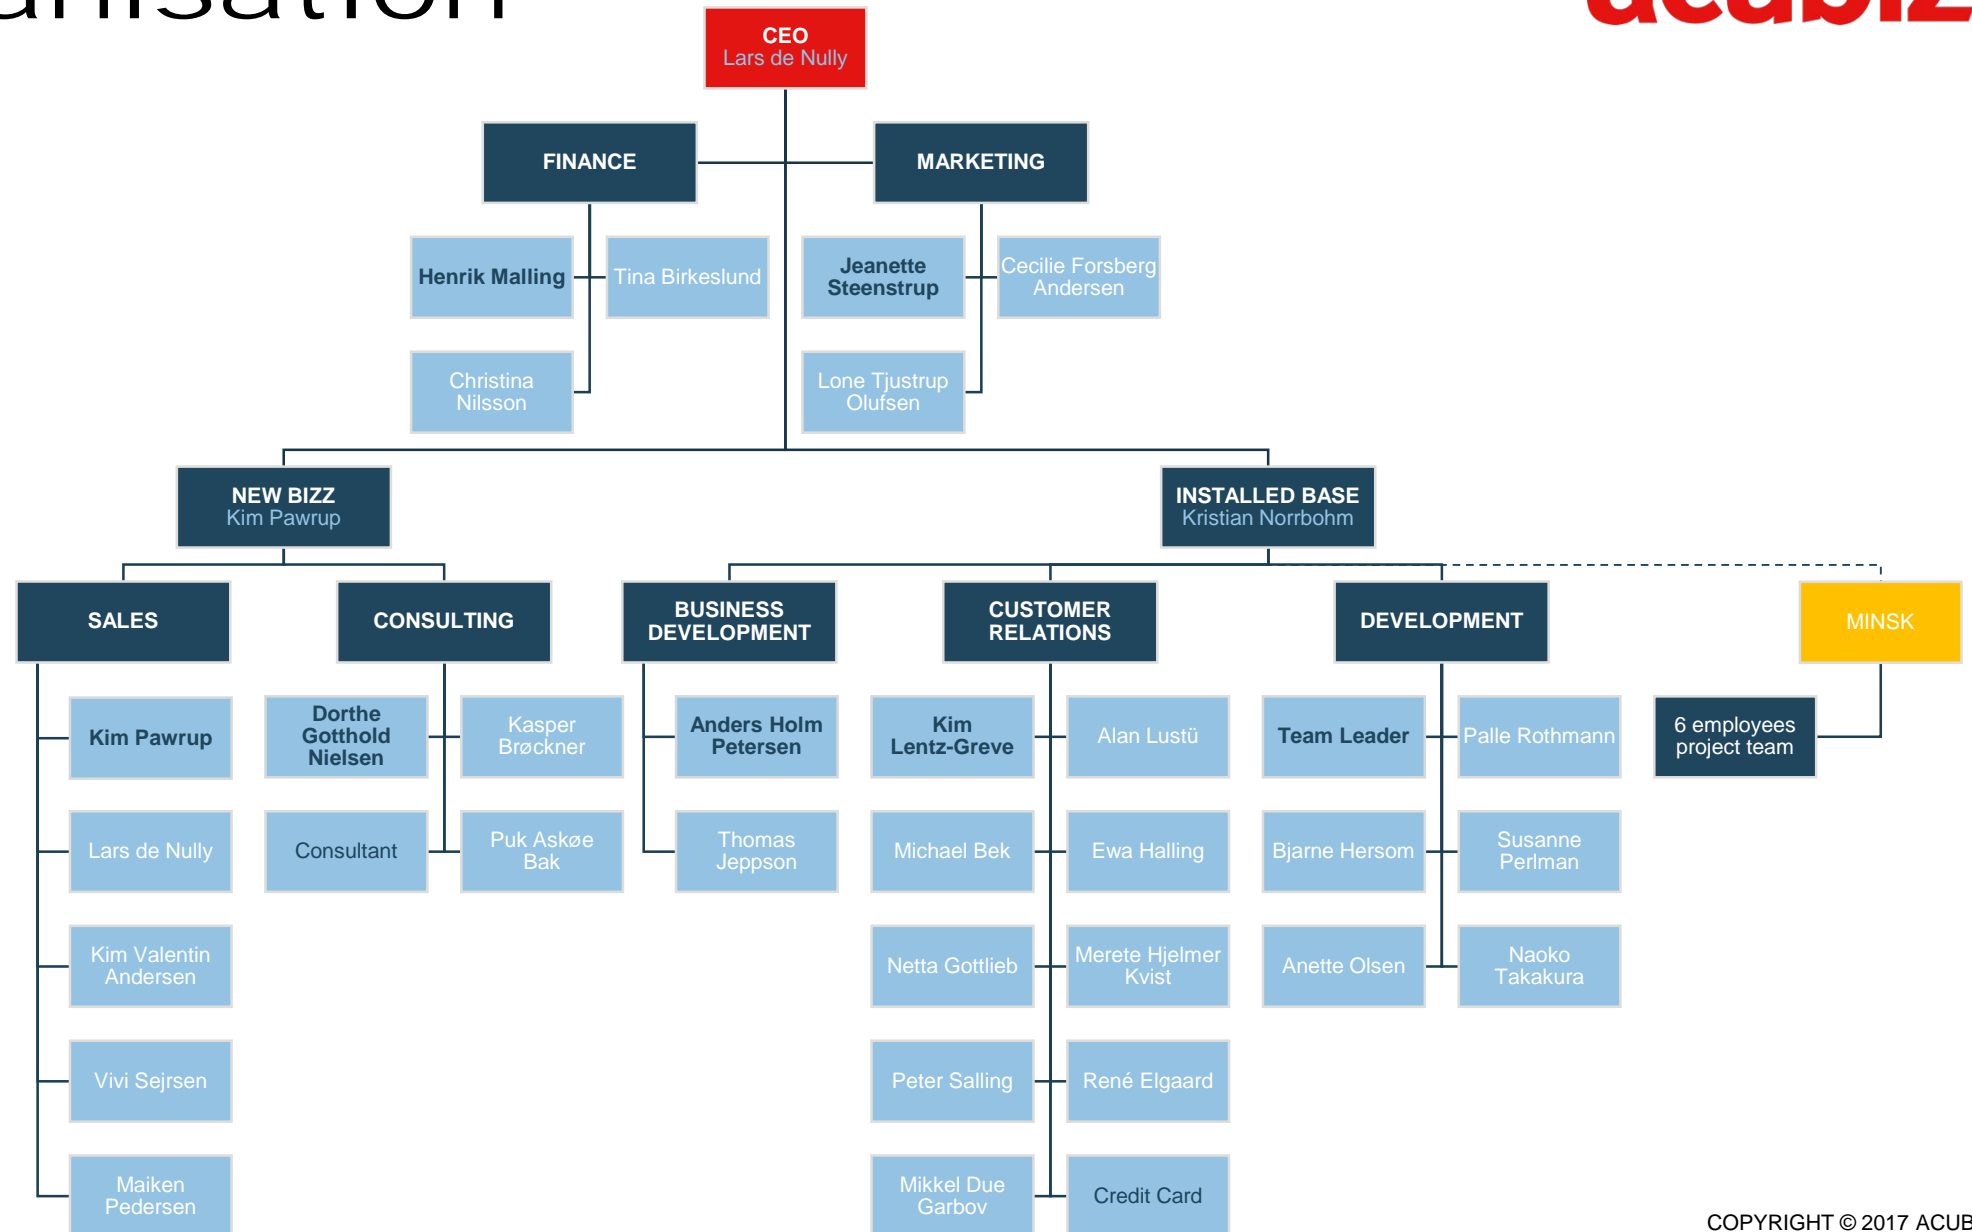 CEO
Lars de Nully
FINANCE
MARKETING
Henrik Malling
Tina Birkeslund
Jeanette
Steenstrup
Cecilie Forsberg
Andersen
Christina
Nilsson
Lone Tjustrup
Olufsen
NEW BIZZ
Kim Pawrup
INSTALLED BASE
Kristian Norrbohm
SALES
CONSULTING
BUSINESS
DEVELOPMENT
CUSTOMER
RELATIONS
DEVELOPMENT
MINSK
Kim Pawrup
Dorthe
Gotthold
Nielsen
Kasper
Brøckner
Anders Holm
Petersen
Kim
Lentz-Greve
Alan Lustü
Team Leader
Palle Rothmann
6 employees
project team
Lars de Nully
Consultant
Puk Askøe
Bak
Thomas
Jeppson
Michael Bek
Ewa Halling
Bjarne Hersom
Susanne
Perlman
Kim Valentin
Andersen
Netta Gottlieb
Merete Hjelmer
Kvist
Anette Olsen
Naoko
Takakura
Vivi Sejrsen
Peter Salling
René Elgaard
Maiken
Pedersen
Mikkel Due
Garbov
Credit Card
COPYRIGHT © 2017 ACUB